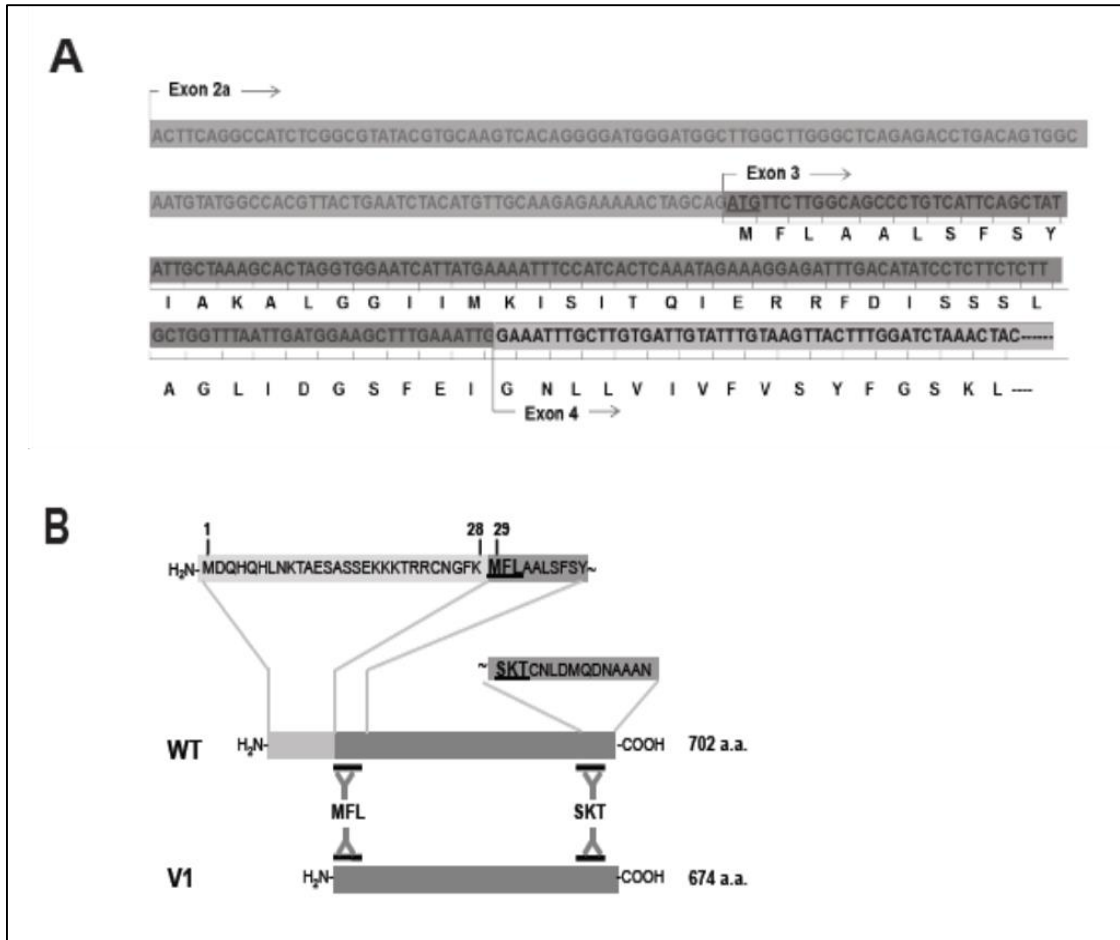 A
Exon 2a
ACTTCAGGCCATCTCGGCGTATACGTGCAAGTCACAGGGGATGGGATGGCTTGGCTTGGGCTCAGAGACCTGACAGTGGC
Exon 3
AATGTATGGCCACGTTACTGAATCTACATGTTGCAAGAGAAAAACTAGCAGATGTTCTTGGCAGCCCTGTCATTCAGCTAT
M F L A A L S F S Y
ATTGCTAAAGCACTAGGTGGAATCATTATGAAAATTTCCATCACTCAAATAGAAAGGAGATTTGACATATCCTCTTCTCTT
I A K A L G G I I M K I S I T Q I E R R F D I S S S L
GCTGGTTTAATTGATGGAAGCTTTGAAATTGGAAATTTGCTTGTGATTGTATTTGTAAGTTACTTTGGATCTAAACTAC------
A G L I D G S F E I G N L L V I V F V S Y F G S K L ----
Exon 4
B
1 28 29
H₂N-MDQHQHLNKTAESASSEKKKTRRCNGFK MFLAALSFSY~
~ SKTCNLDMQDNAAAN
WT H₂N- -COOH 702 a.a.
MFL SKT
V1 H₂N- -COOH 674 a.a.